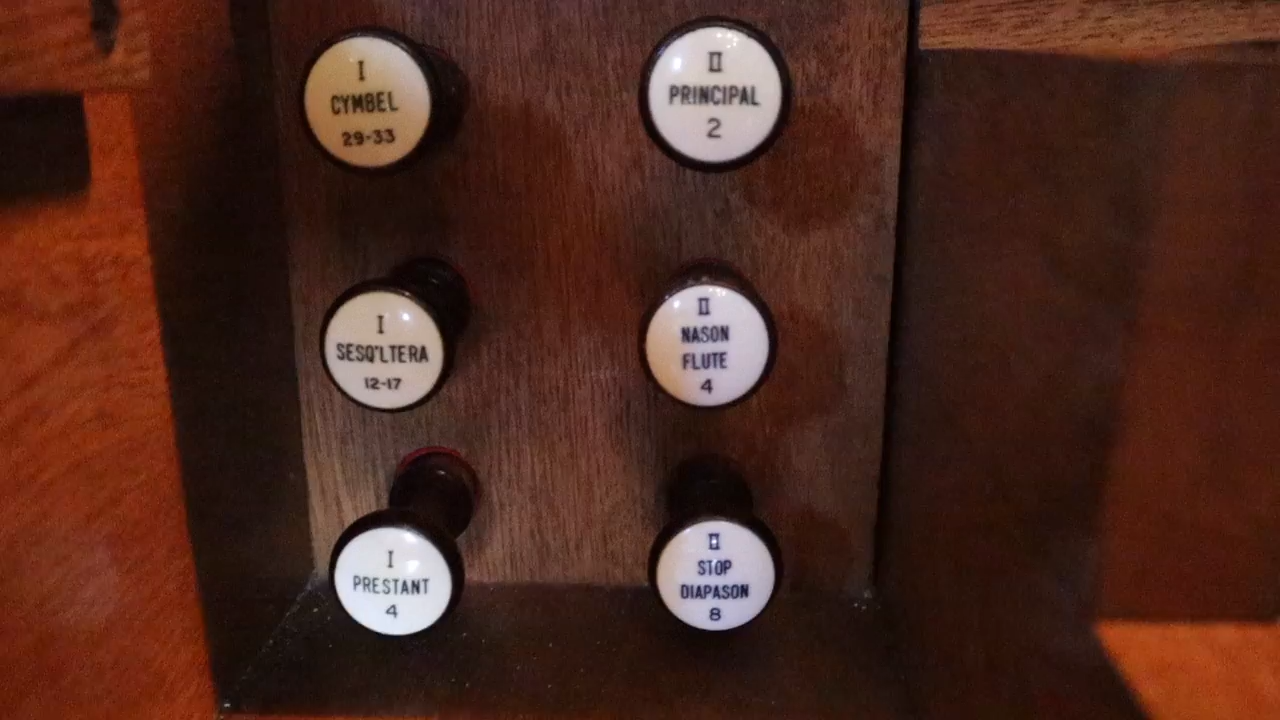 I
CYMBEL
29-33
II
PRINCIPAL
2
I
SESQ'LTERA
12-17
II
NASON
FLUTE
4
I
PRESTANT
4
II
STOP
DIAPASON
8